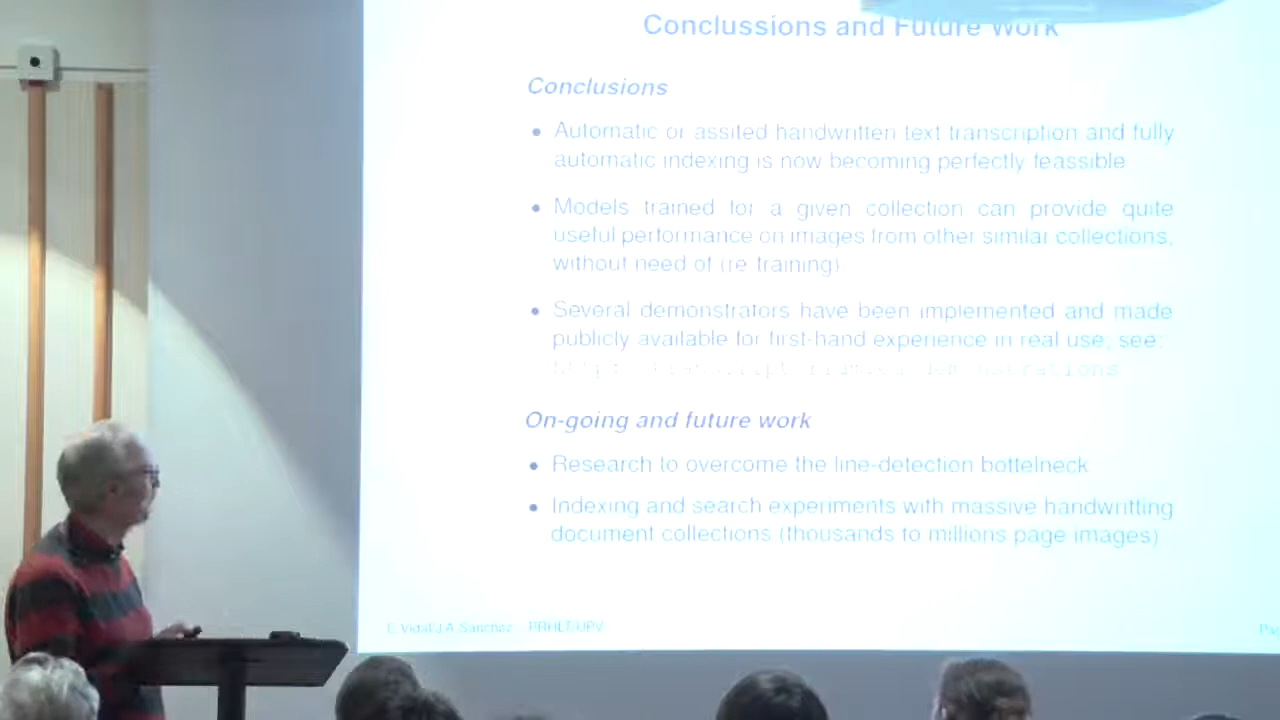 Conclussions and Future Work
Conclusions
• Automatic or assited handwritten text transcription and fully
automatic indexing is now becoming perfectly feassible
• Models trained for a given collection can provide quite
useful performance on images from other similar collections,
without need of (re training)
• Several demonstrators have been implemented and made
publicly available for first-hand experience in real use; see:
On-going and future work
• Research to overcome the line-detection bottelneck
• Indexing and search experiments with massive handwritting
document collections (thousands to millions page images)
E. Vidal/J.A. Sánchez PRHLT-UPV